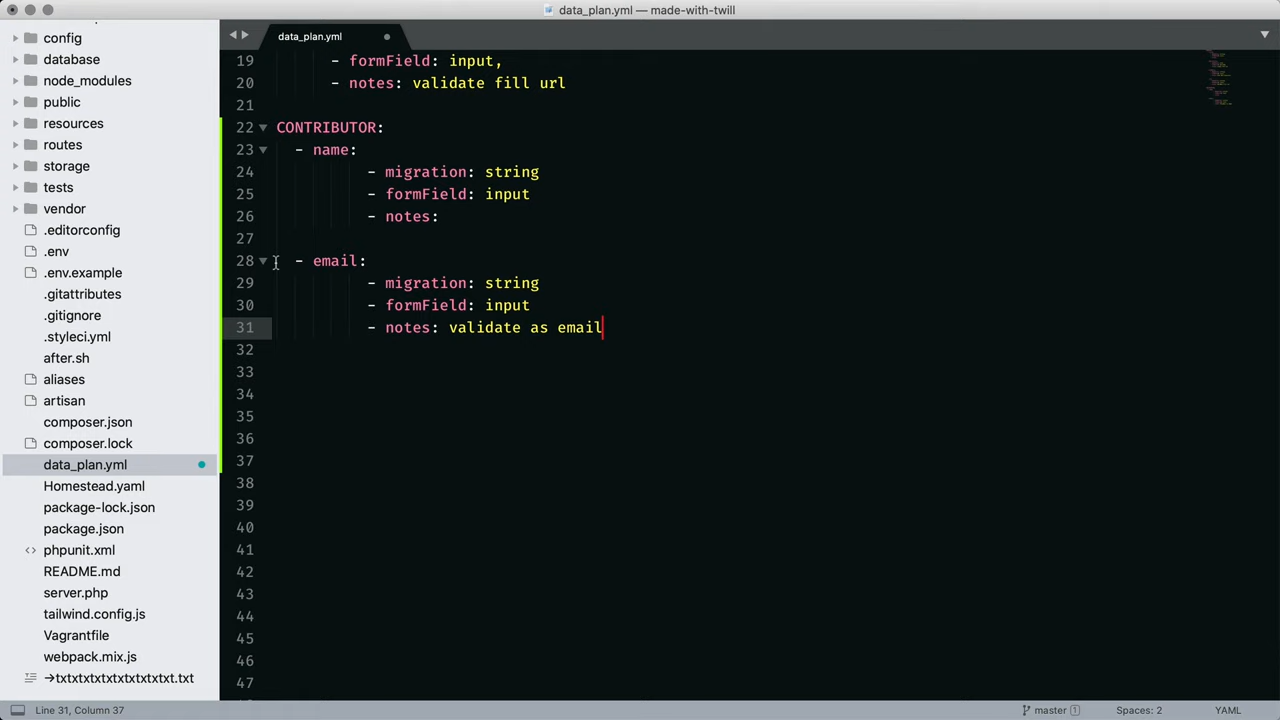 data_plan.yml — made-with-twill
config
database
node_modules
public
resources
routes
storage
tests
vendor
.editorconfig
.env
.env.example
.gitattributes
.gitignore
.styleci.yml
after.sh
aliases
artisan
composer.json
composer.lock
data_plan.yml
Homestead.yaml
package-lock.json
package.json
phpunit.xml
README.md
server.php
tailwind.config.js
Vagrantfile
webpack.mix.js
→txtxtxtxtxtxtxtxtxt.txt
data_plan.yml
19 - formField: input,
20 - notes: validate fill url
21
22 CONTRIBUTOR:
23 - name:
24 - migration: string
25 - formField: input
26 - notes:
27
28 - email:
29 - migration: string
30 - formField: input
31 - notes: validate as email
32
33
34
35
36
37
38
39
40
41
42
43
44
45
46
47
Line 31, Column 37
master 1
Spaces: 2
YAML